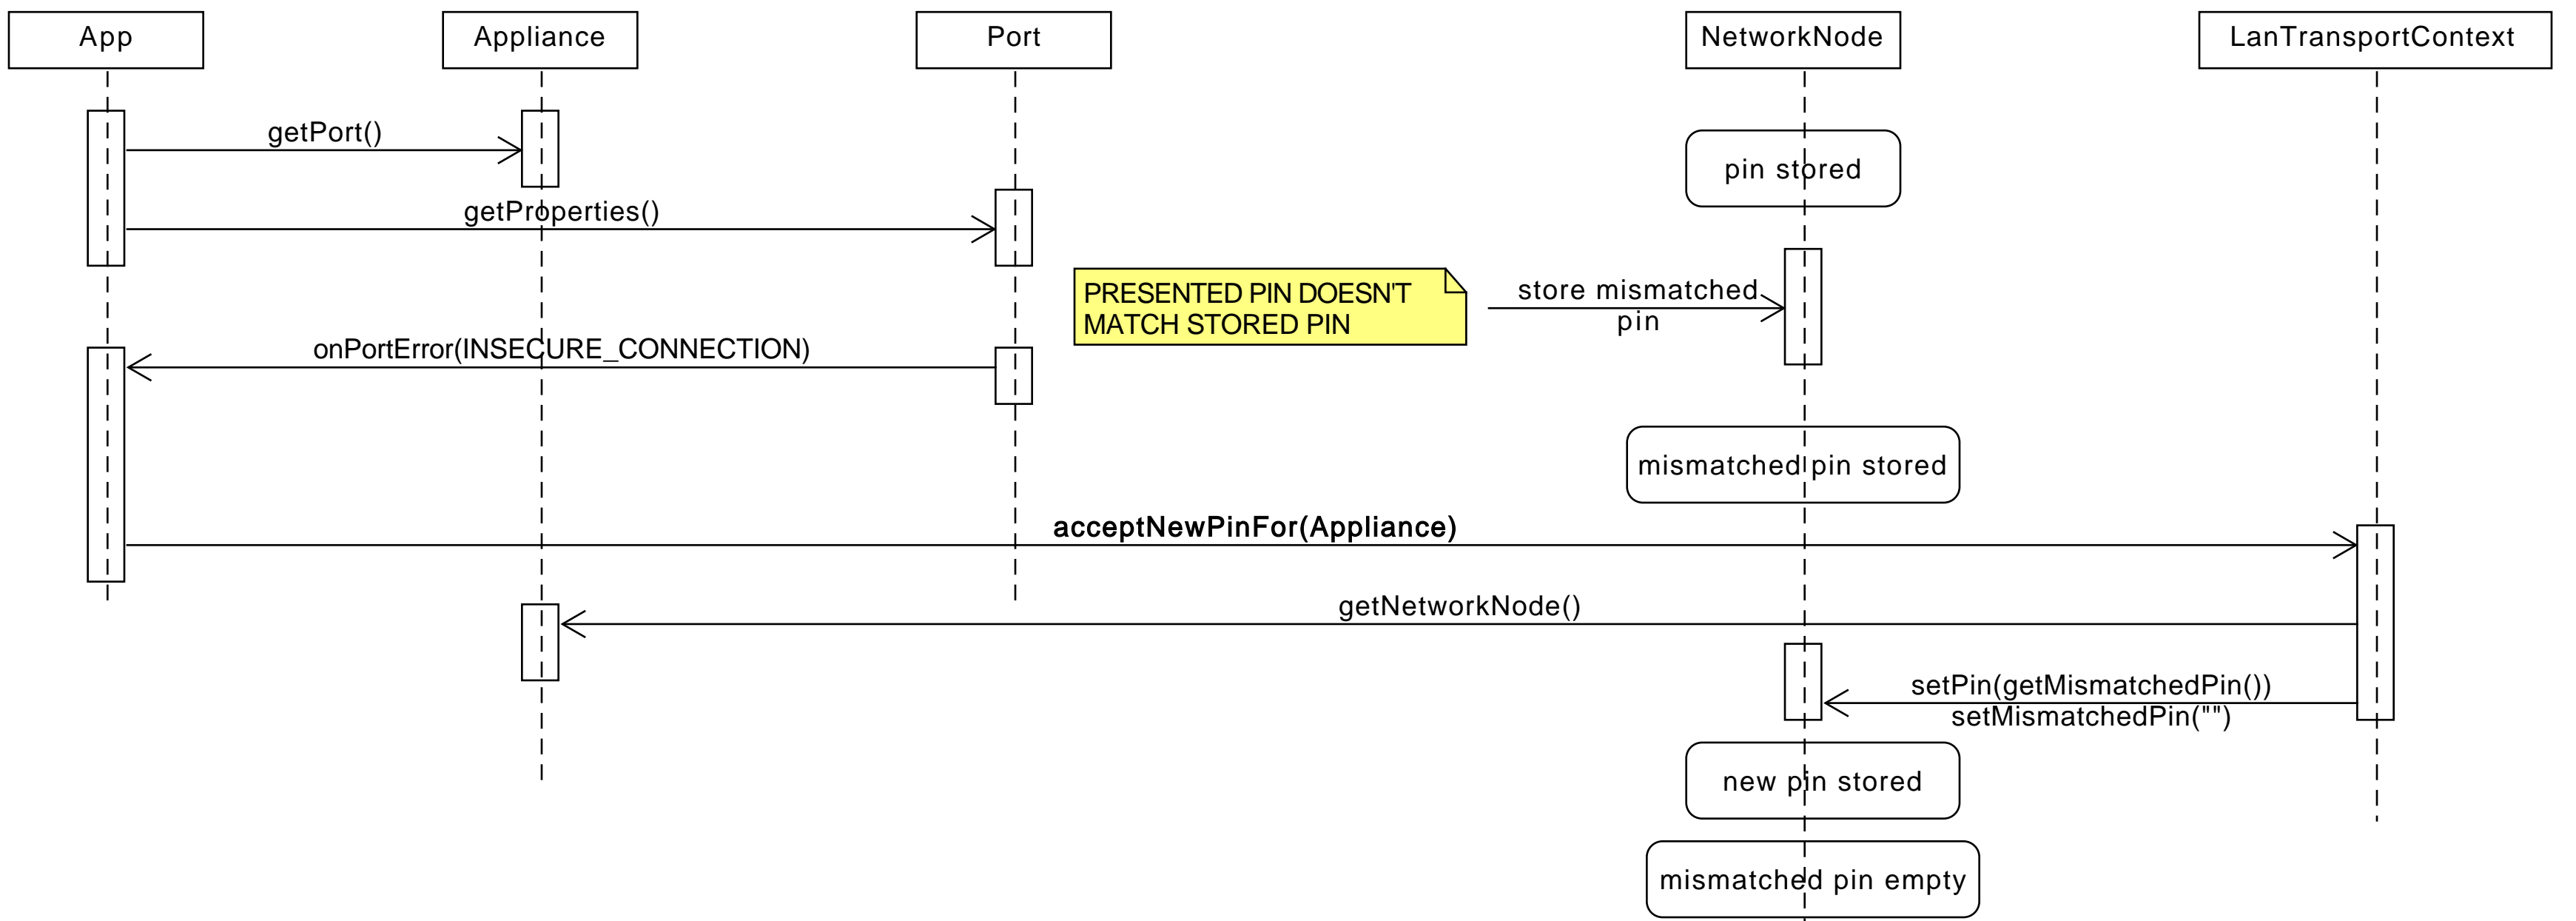 App
Appliance
Port
NetworkNode
LanTransportContext
getPort()
pin stored
getProperties()
PRESENTED PIN DOESN'T
MATCH STORED PIN
store mismatched
pin
onPortError(INSECURE_CONNECTION)
mismatched pin stored
acceptNewPinFor(Appliance)
getNetworkNode()
setPin(getMismatchedPin())
setMismatchedPin("")
new pin stored
mismatched pin empty